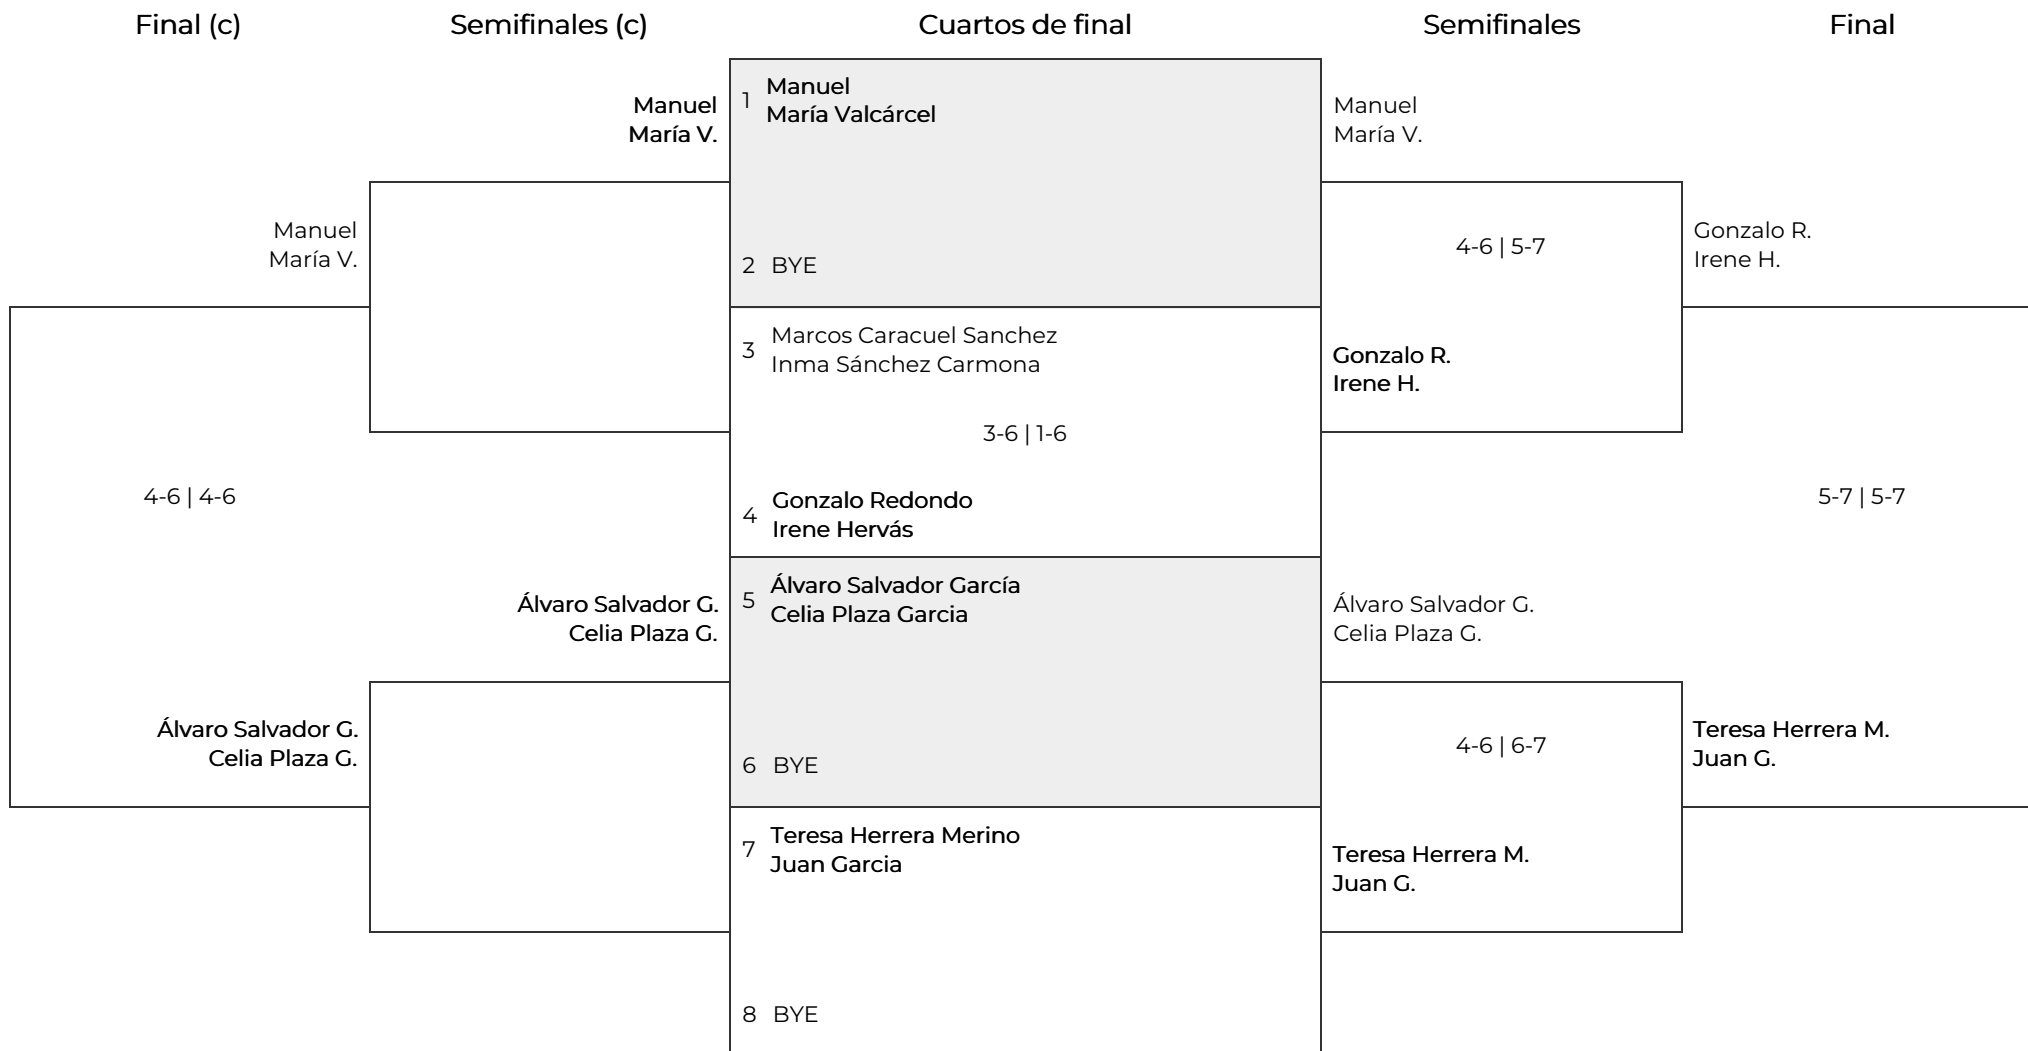 Final (c)
Semifinales (c)
Cuartos de final
Semifinales
Final
Manuel
María V.
Manuel
María V.
4-6 | 4-6
Álvaro Salvador G.
Celia Plaza G.
Álvaro Salvador G.
Celia Plaza G.
1 Manuel
María Valcárcel
2 BYE
3 Marcos Caracuel Sanchez
Inma Sánchez Carmona
3-6 | 1-6
4 Gonzalo Redondo
Irene Hervás
5 Álvaro Salvador García
Celia Plaza Garcia
6 BYE
7 Teresa Herrera Merino
Juan Garcia
8 BYE
Manuel
María V.
4-6 | 5-7
Gonzalo R.
Irene H.
Álvaro Salvador G.
Celia Plaza G.
4-6 | 6-7
Teresa Herrera M.
Juan G.
Gonzalo R.
Irene H.
5-7 | 5-7
Teresa Herrera M.
Juan G.